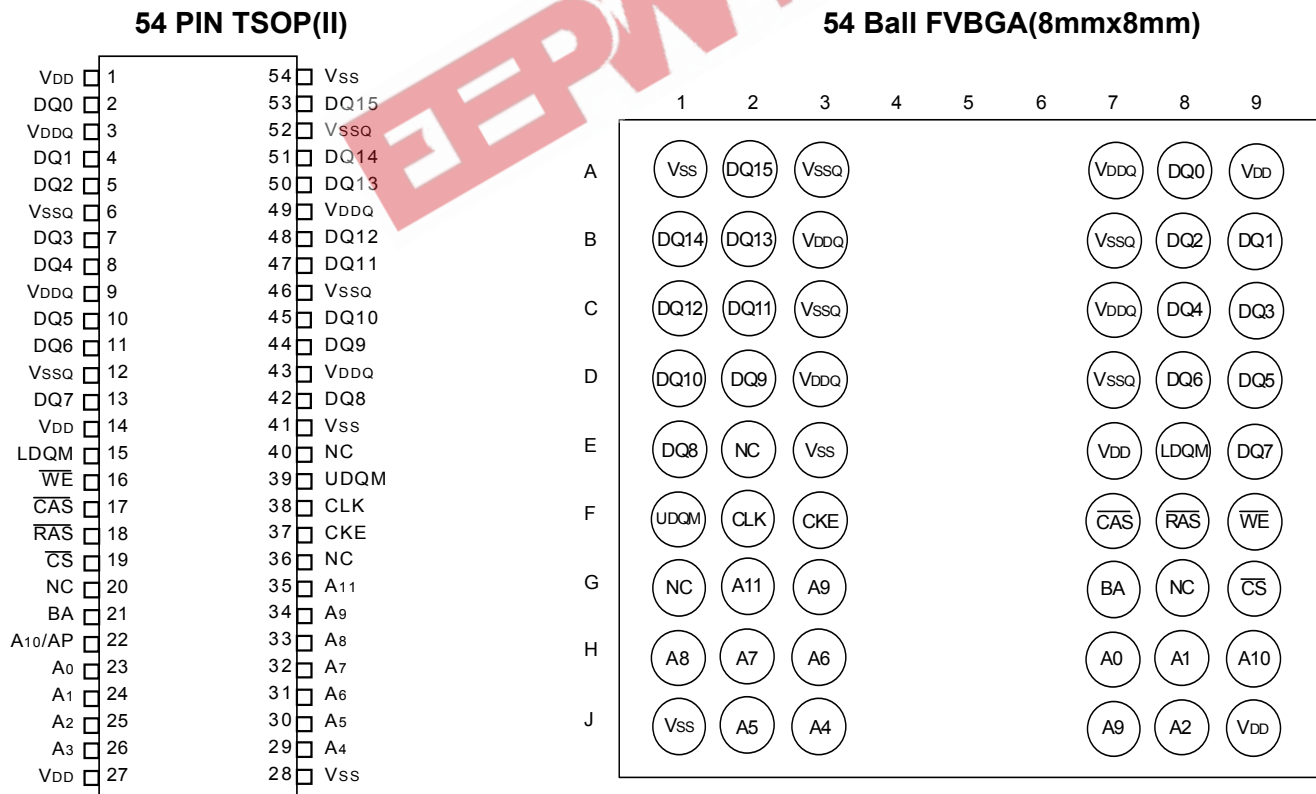 54 PIN TSOP(II)
VDD 1 54 VSS
DQ0 2 53 DQ15
VDDQ 3 52 VSSQ
DQ1 4 51 DQ14
DQ2 5 50 DQ13
VSSQ 6 49 VDDQ
DQ3 7 48 DQ12
DQ4 8 47 DQ11
VDDQ 9 46 VSSQ
DQ5 10 45 DQ10
DQ6 11 44 DQ9
VSSQ 12 43 VDDQ
DQ7 13 42 DQ8
VDD 14 41 VSS
LDQM 15 40 NC
WE 16 39 UDQM
CAS 17 38 CLK
RAS 18 37 CKE
CS 19 36 NC
NC 20 35 A11
BA 21 34 A9
A10/AP 22 33 A8
A0 23 32 A7
A1 24 31 A6
A2 25 30 A5
A3 26 29 A4
VDD 27 28 VSS
54 Ball FVBGA(8mmx8mm)
1 2 3 4 5 6 7 8 9
A VSS DQ15 VSSQ VDDQ DQ0 VDD
B DQ14 DQ13 VDDQ VSSQ DQ2 DQ1
C DQ12 DQ11 VSSQ VDDQ DQ4 DQ3
D DQ10 DQ9 VDDQ VSSQ DQ6 DQ5
E DQ8 NC VSS VDD LDQM DQ7
F UDQM CLK CKE CAS RAS WE
G NC A11 A9 BA NC CS
H A8 A7 A6 A0 A1 A10
J VSS A5 A4 A9 A2 VDD